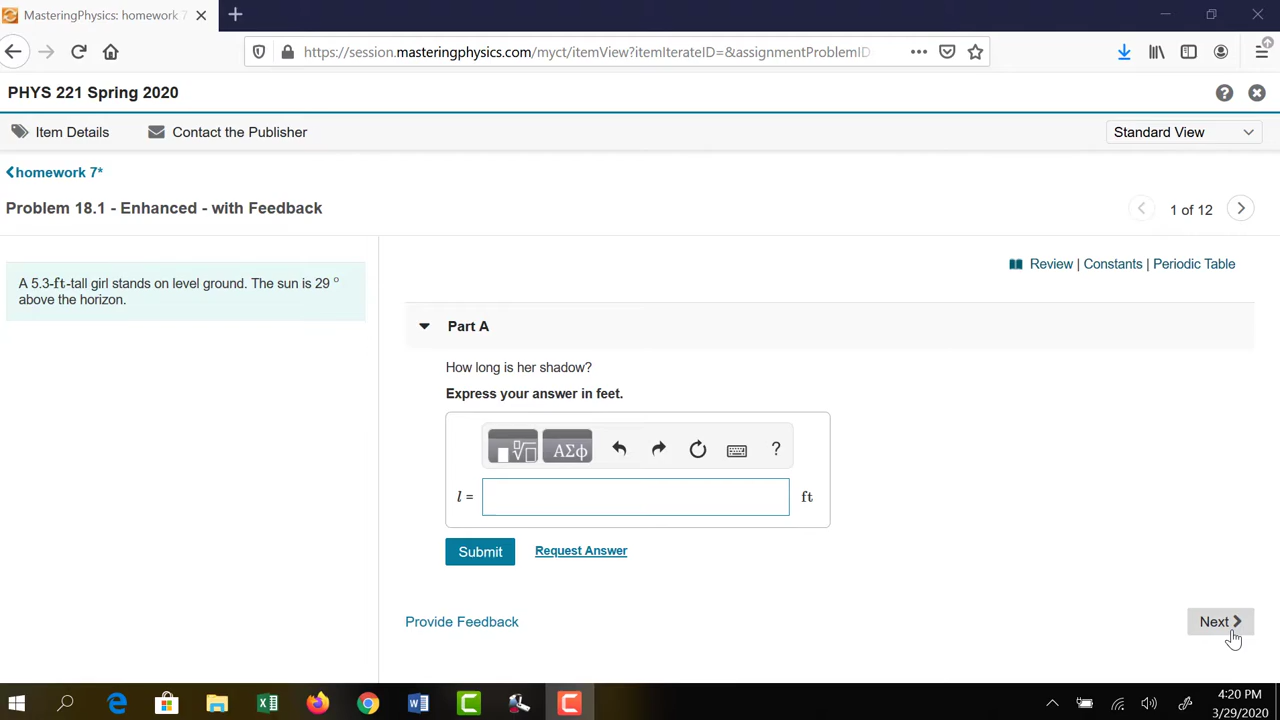 MasteringPhysics: homework 7
https://session.masteringphysics.com/myct/itemView?itemIterateID=&assignmentProblemID
PHYS 221 Spring 2020
Item Details
Contact the Publisher
Standard View
homework 7*
Problem 18.1 - Enhanced - with Feedback
1 of 12
Review | Constants | Periodic Table
A 5.3-ft-tall girl stands on level ground. The sun is 29 °
above the horizon.
Part A
How long is her shadow?
Express your answer in feet.
ΑΣϕ
?
l =
ft
Submit
Request Answer
Provide Feedback
Next
4:20 PM
3/29/2020